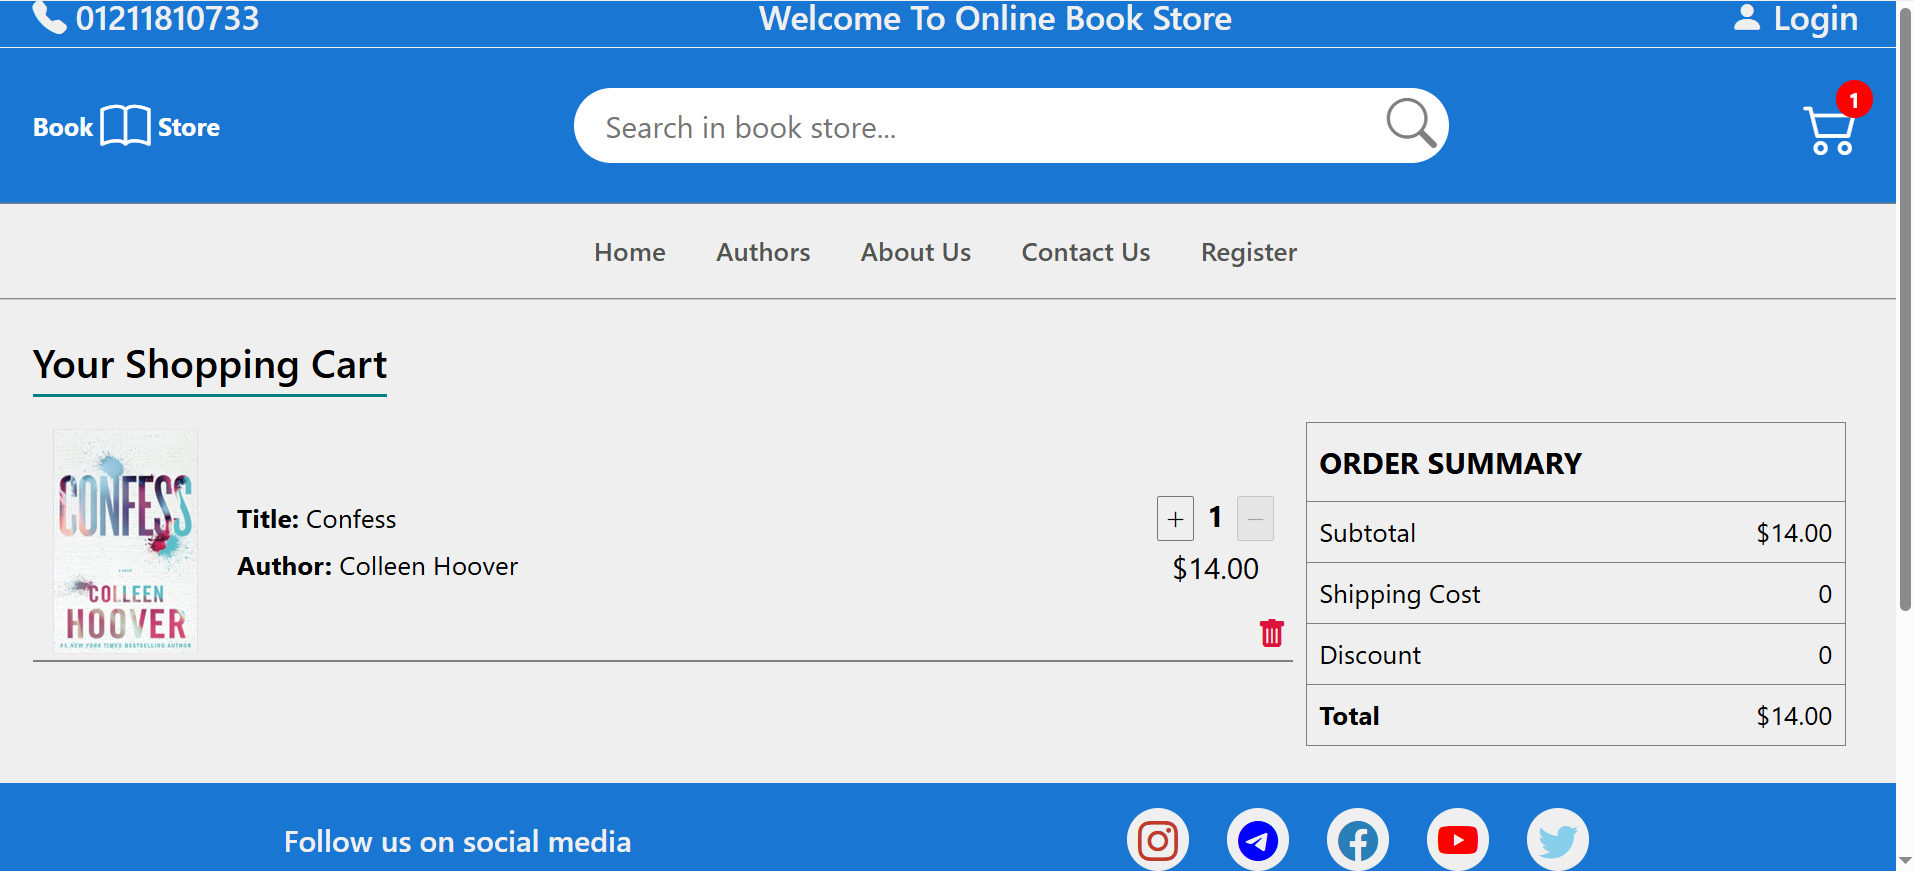 01211810733
Welcome To Online Book Store
Login
Book Store
Search in book store...
1
Home
Authors
About Us
Contact Us
Register
Your Shopping Cart
CONFESS
A NOVEL
COLLEEN
HOOVER
#1 NEW YORK TIMES BESTSELLING AUTHOR
Title: Confess
Author: Colleen Hoover
+ 1 −
$14.00
ORDER SUMMARY
Subtotal $14.00
Shipping Cost 0
Discount 0
Total $14.00
Follow us on social media